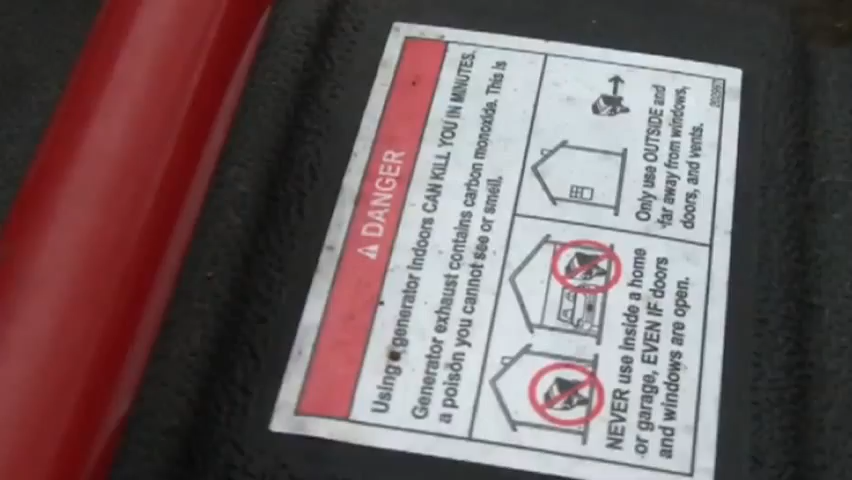 ⚠ DANGER
Using a generator indoors CAN KILL YOU IN MINUTES.
Generator exhaust contains carbon monoxide. This is
a poison you cannot see or smell.
NEVER use inside a home
or garage, EVEN IF doors
and windows are open.
Only use OUTSIDE and
far away from windows,
doors, and vents.